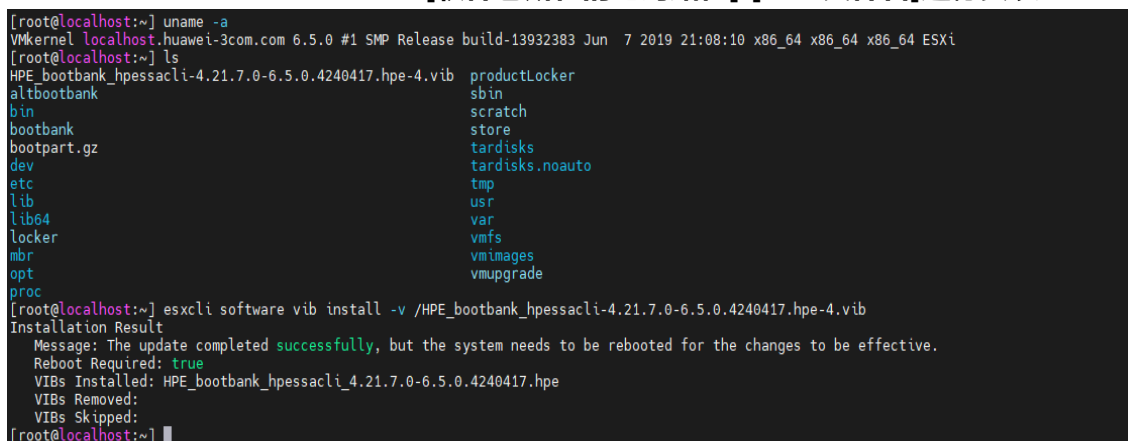 [root@localhost:~] uname -a
VMkernel localhost.huawei-3com.com 6.5.0 #1 SMP Release build-13932383 Jun  7 2019 21:08:10 x86_64 x86_64 x86_64 ESXi
[root@localhost:~] ls
HPE_bootbank_hpessacli-4.21.7.0-6.5.0.4240417.hpe-4.vib  productLocker
altbootbank                                              sbin
bin                                                      scratch
bootbank                                                 store
bootpart.gz                                              tardisks
dev                                                      tardisks.noauto
etc                                                      tmp
lib                                                      usr
lib64                                                    var
locker                                                   vmfs
mbr                                                      vmimages
opt                                                      vmupgrade
proc
[root@localhost:~] esxcli software vib install -v /HPE_bootbank_hpessacli-4.21.7.0-6.5.0.4240417.hpe-4.vib
Installation Result
   Message: The update completed successfully, but the system needs to be rebooted for the changes to be effective.
   Reboot Required: true
   VIBs Installed: HPE_bootbank_hpessacli_4.21.7.0-6.5.0.4240417.hpe
   VIBs Removed:
   VIBs Skipped:
[root@localhost:~]